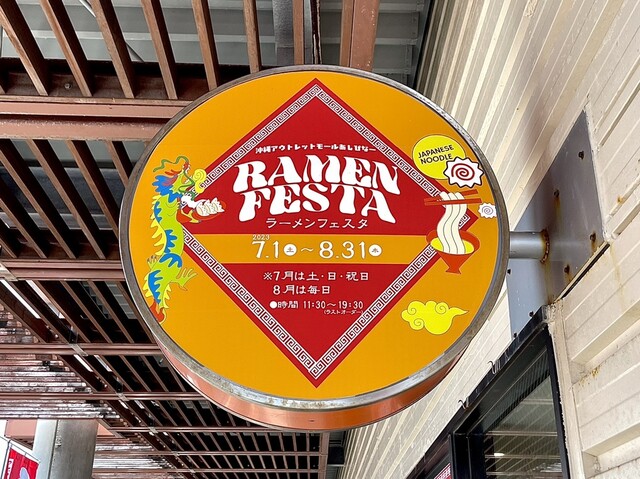 沖縄アウトレットモールあしびなー
RAMEN
FESTA
ラーメンフェスタ
JAPANESE
NOODLE
2023
7.1土～8.31木
※7月は土・日・祝日
8月は毎日
●時間 11:30～19:30
(ラストオーダー)